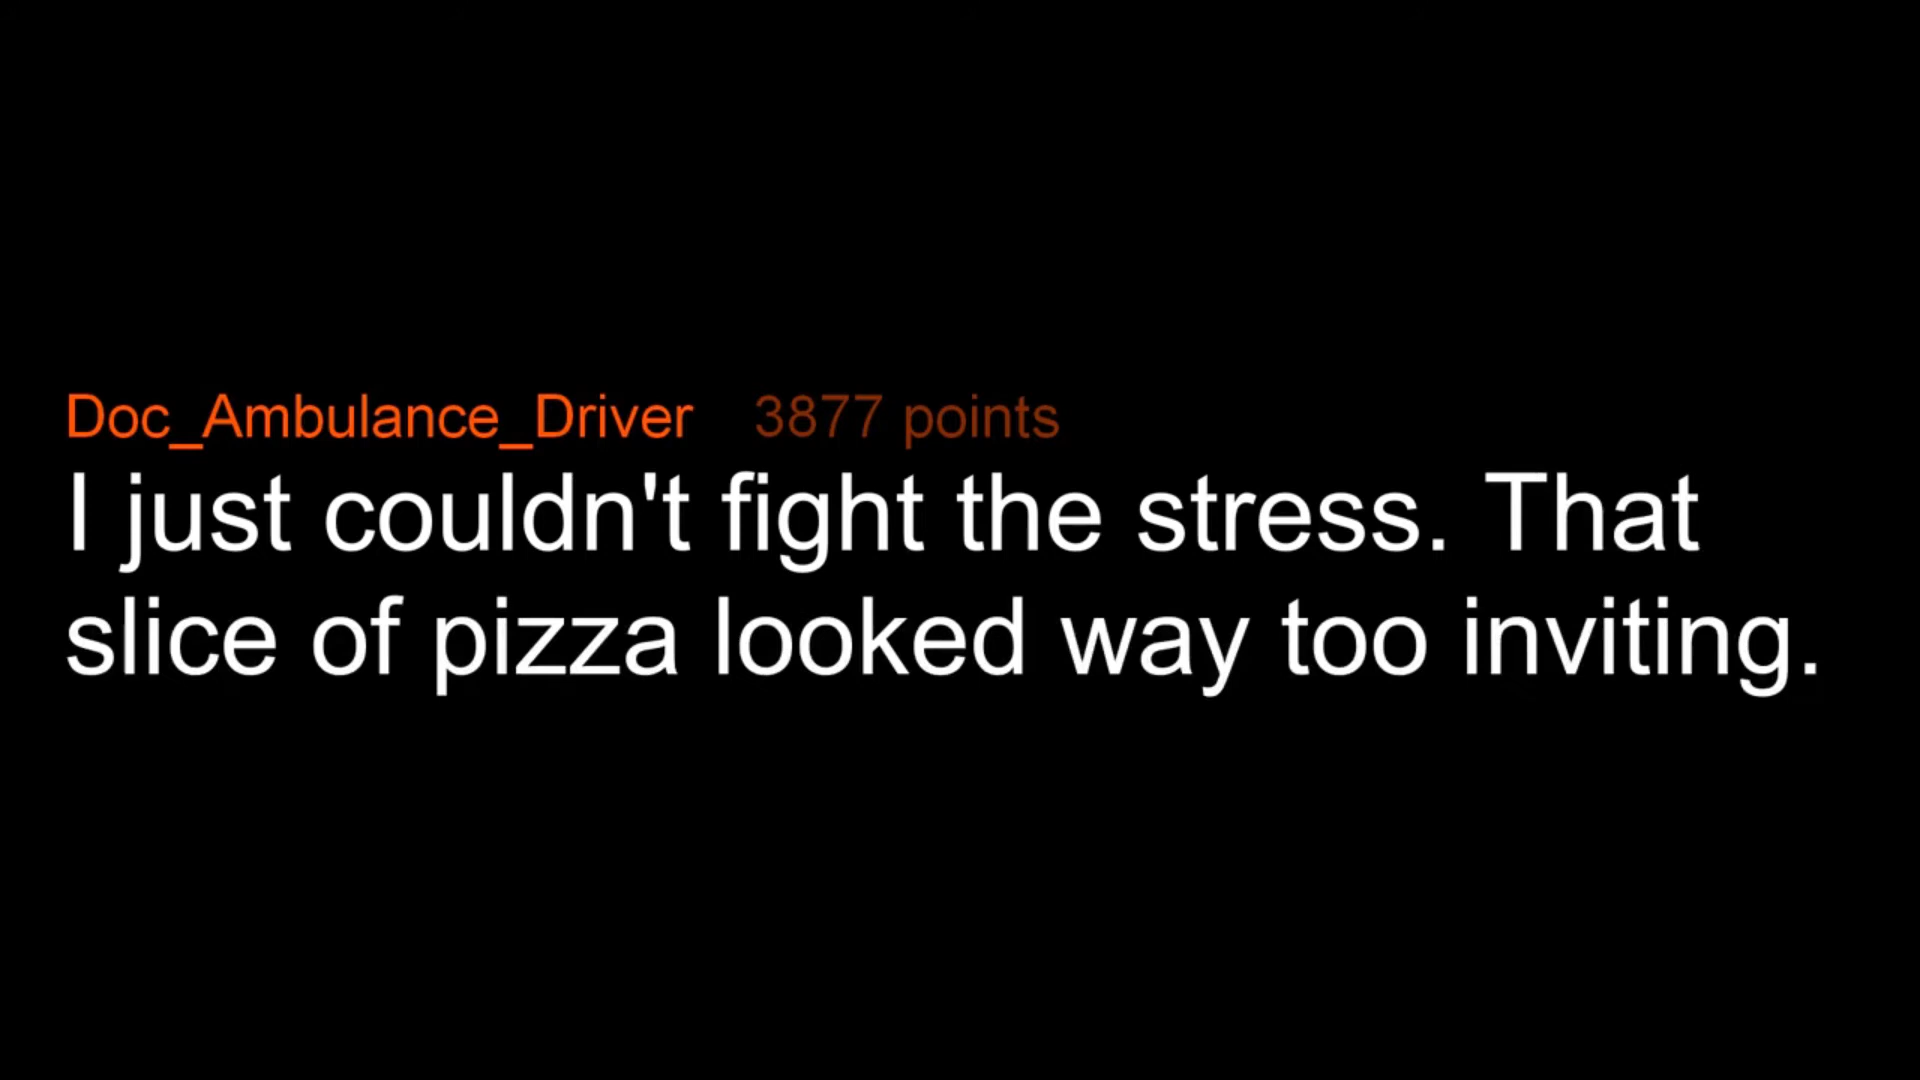 Doc_Ambulance_Driver 3877 points
I just couldn't fight the stress. That
slice of pizza looked way too inviting.